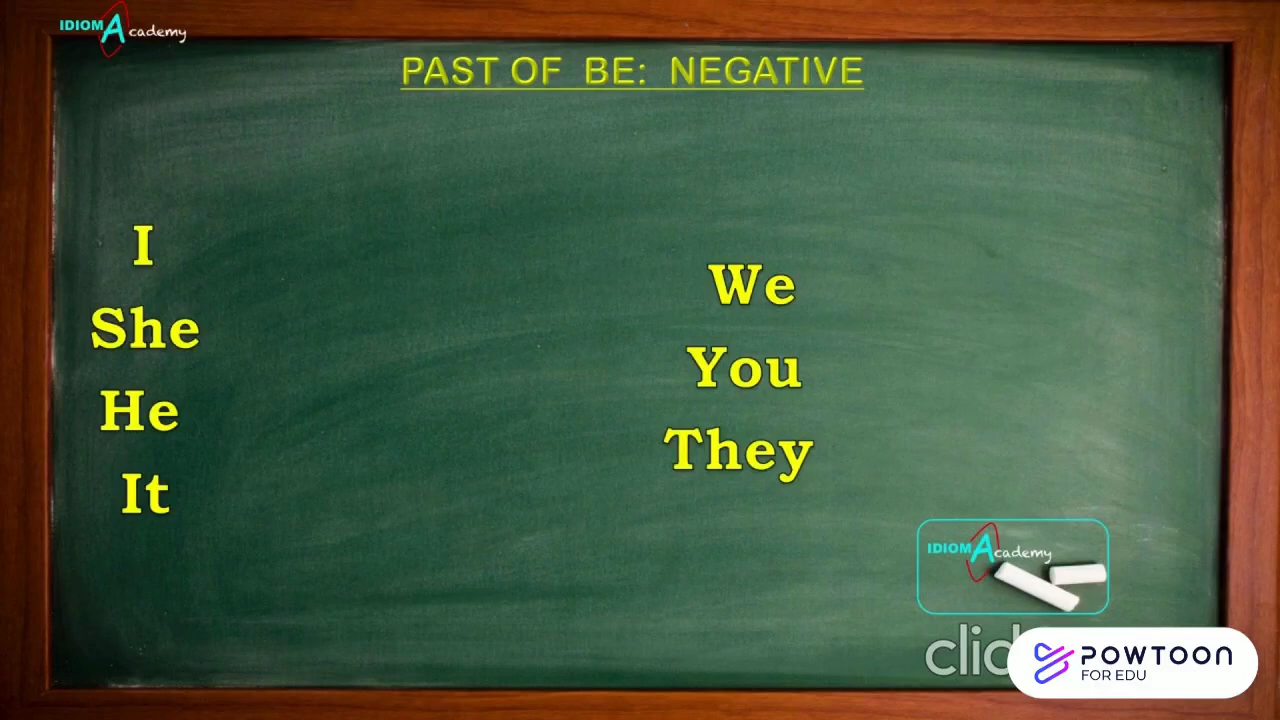 IDIOM Academy
PAST OF BE: NEGATIVE
I
She
He
It
We
You
They
IDIOM Academy
POWTOON
FOR EDU